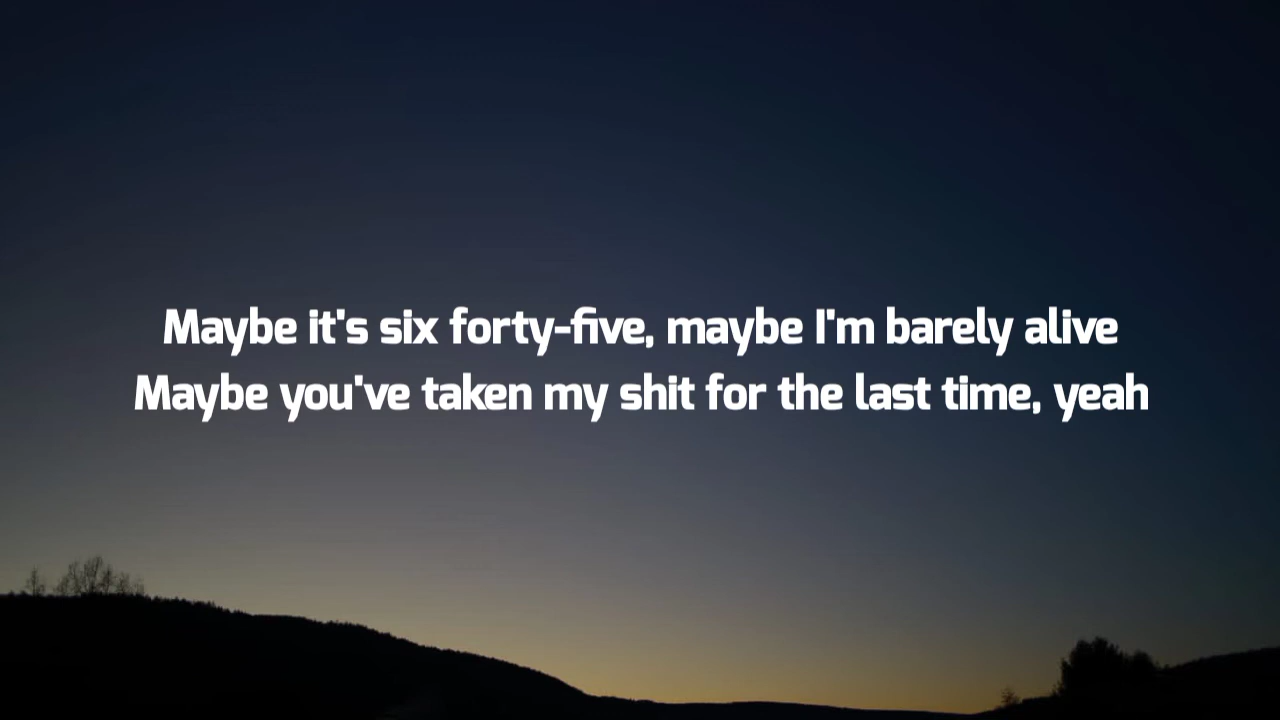 Maybe it's six forty-five, maybe I'm barely alive
Maybe you've taken my shit for the last time, yeah